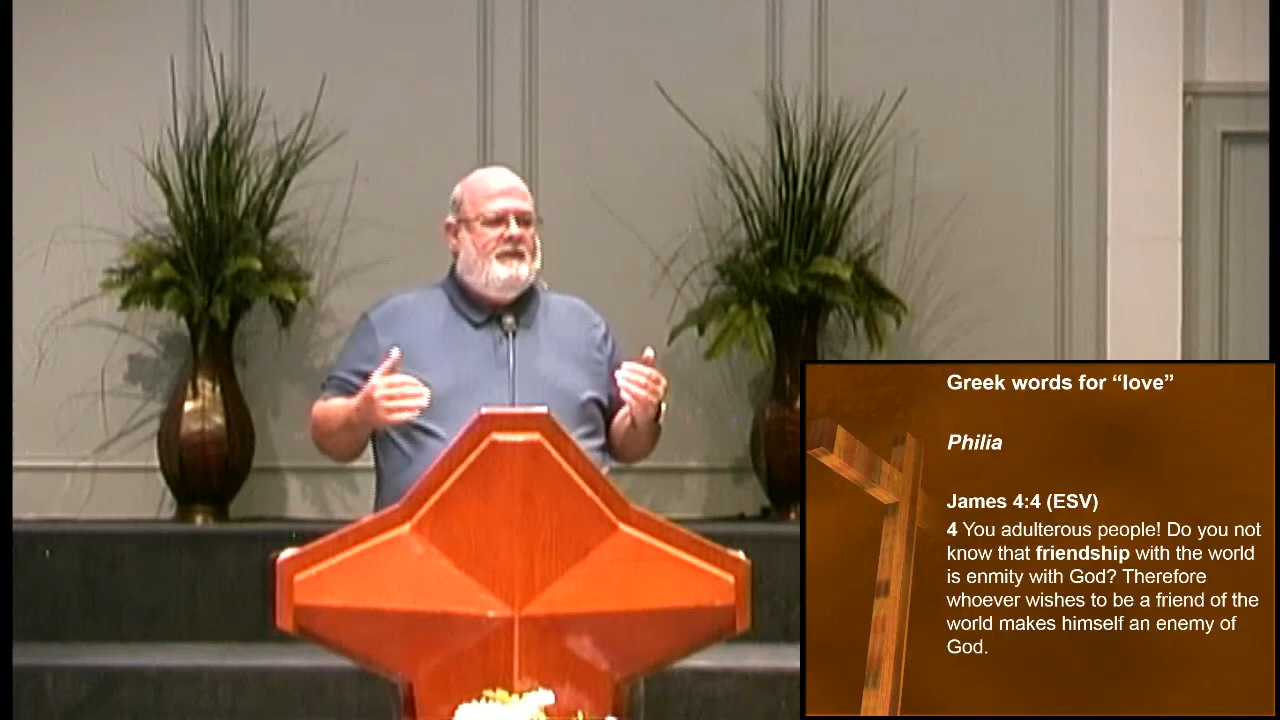 Greek words for “love”
Philia
James 4:4 (ESV)
4 You adulterous people! Do you not
know that friendship with the world
is enmity with God? Therefore
whoever wishes to be a friend of the
world makes himself an enemy of
God.